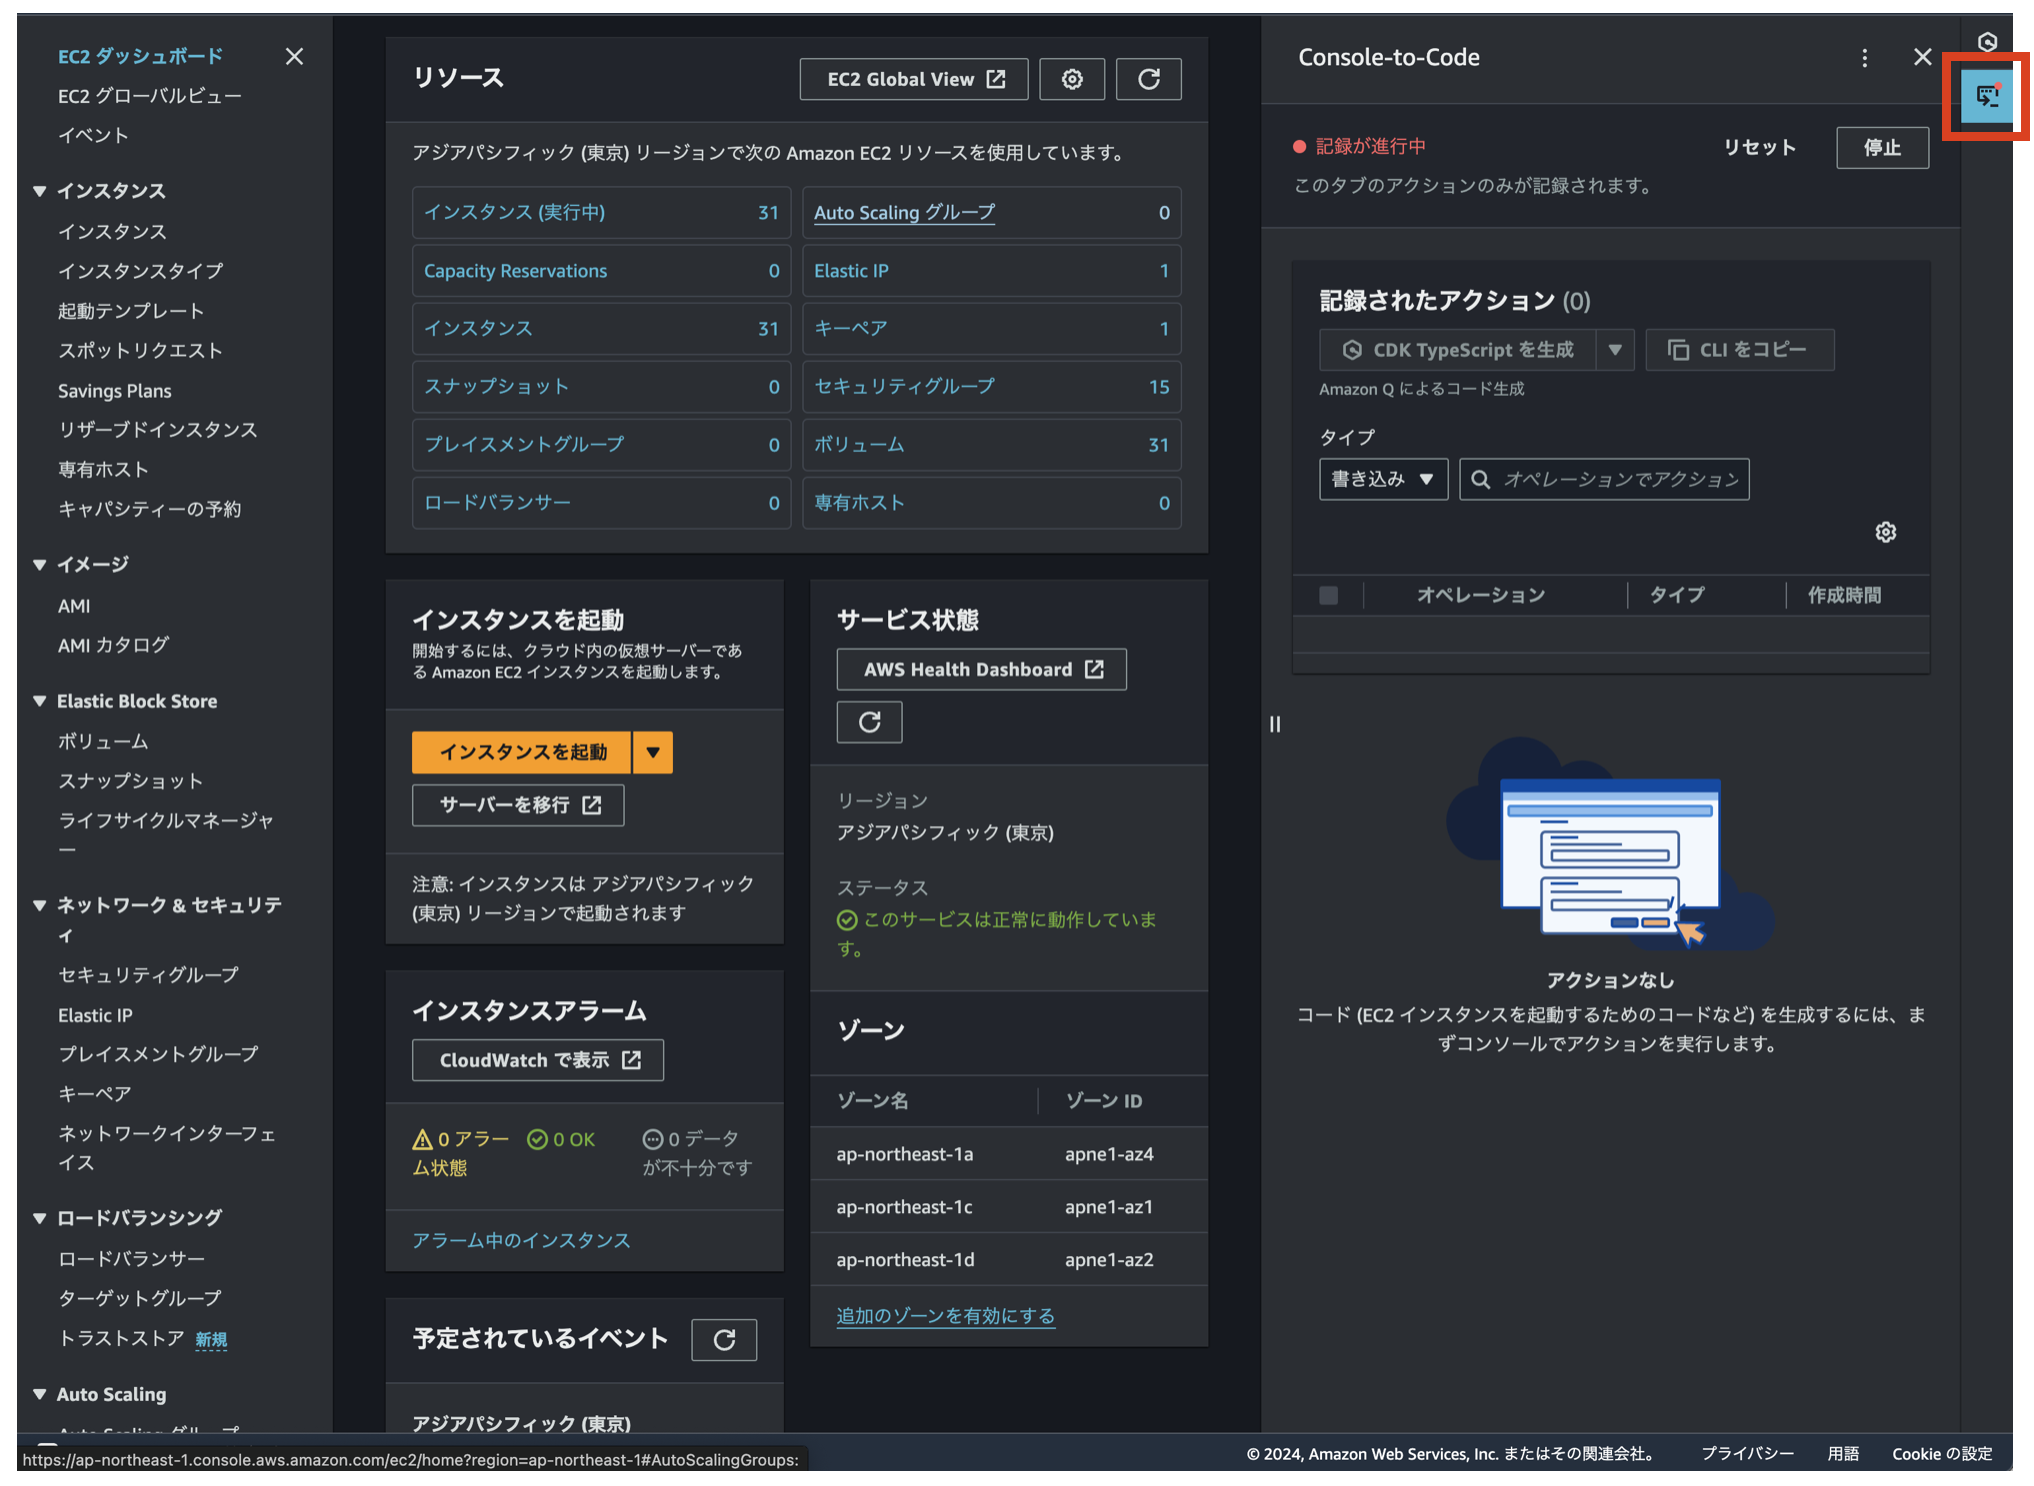 EC2 ダッシュボード
EC2 グローバルビュー
イベント
インスタンス
インスタンス
インスタンスタイプ
起動テンプレート
スポットリクエスト
Savings Plans
リザーブドインスタンス
専有ホスト
キャパシティーの予約
イメージ
AMI
AMI カタログ
Elastic Block Store
ボリューム
スナップショット
ライフサイクルマネージャ
ー
ネットワーク & セキュリテ
ィ
セキュリティグループ
Elastic IP
プレイスメントグループ
キーペア
ネットワークインターフェ
イス
ロードバランシング
ロードバランサー
ターゲットグループ
トラストストア 新規
Auto Scaling
Auto Scaling グループ
リソース
EC2 Global View
アジアパシフィック (東京) リージョンで次の Amazon EC2 リソースを使用しています。
インスタンス (実行中) 31
Auto Scaling グループ 0
Capacity Reservations 0
Elastic IP 1
インスタンス 31
キーペア 1
スナップショット 0
セキュリティグループ 15
プレイスメントグループ 0
ボリューム 31
ロードバランサー 0
専有ホスト 0
インスタンスを起動
開始するには、クラウド内の仮想サーバーであ
る Amazon EC2 インスタンスを起動します。
インスタンスを起動
サーバーを移行
注意: インスタンスは アジアパシフィック
(東京) リージョンで起動されます
インスタンスアラーム
CloudWatch で表示
0 アラー
ム状態
0 OK
0 データ
が不十分です
アラーム中のインスタンス
予定されているイベント
アジアパシフィック (東京)
サービス状態
AWS Health Dashboard
リージョン
アジアパシフィック (東京)
ステータス
このサービスは正常に動作していま
す。
ゾーン
ゾーン名 ゾーン ID
ap-northeast-1a apne1-az4
ap-northeast-1c apne1-az1
ap-northeast-1d apne1-az2
追加のゾーンを有効にする
Console-to-Code
記録が進行中
リセット
停止
このタブのアクションのみが記録されます。
記録されたアクション (0)
CDK TypeScript を生成
CLI をコピー
Amazon Q によるコード生成
タイプ
書き込み
オペレーションでアクション
オペレーション タイプ 作成時間
アクションなし
コード (EC2 インスタンスを起動するためのコードなど) を生成するには、ま
ずコンソールでアクションを実行します。
https://ap-northeast-1.console.aws.amazon.com/ec2/home?region=ap-northeast-1#AutoScalingGroups:
© 2024, Amazon Web Services, Inc. またはその関連会社。
プライバシー
用語
Cookie の設定